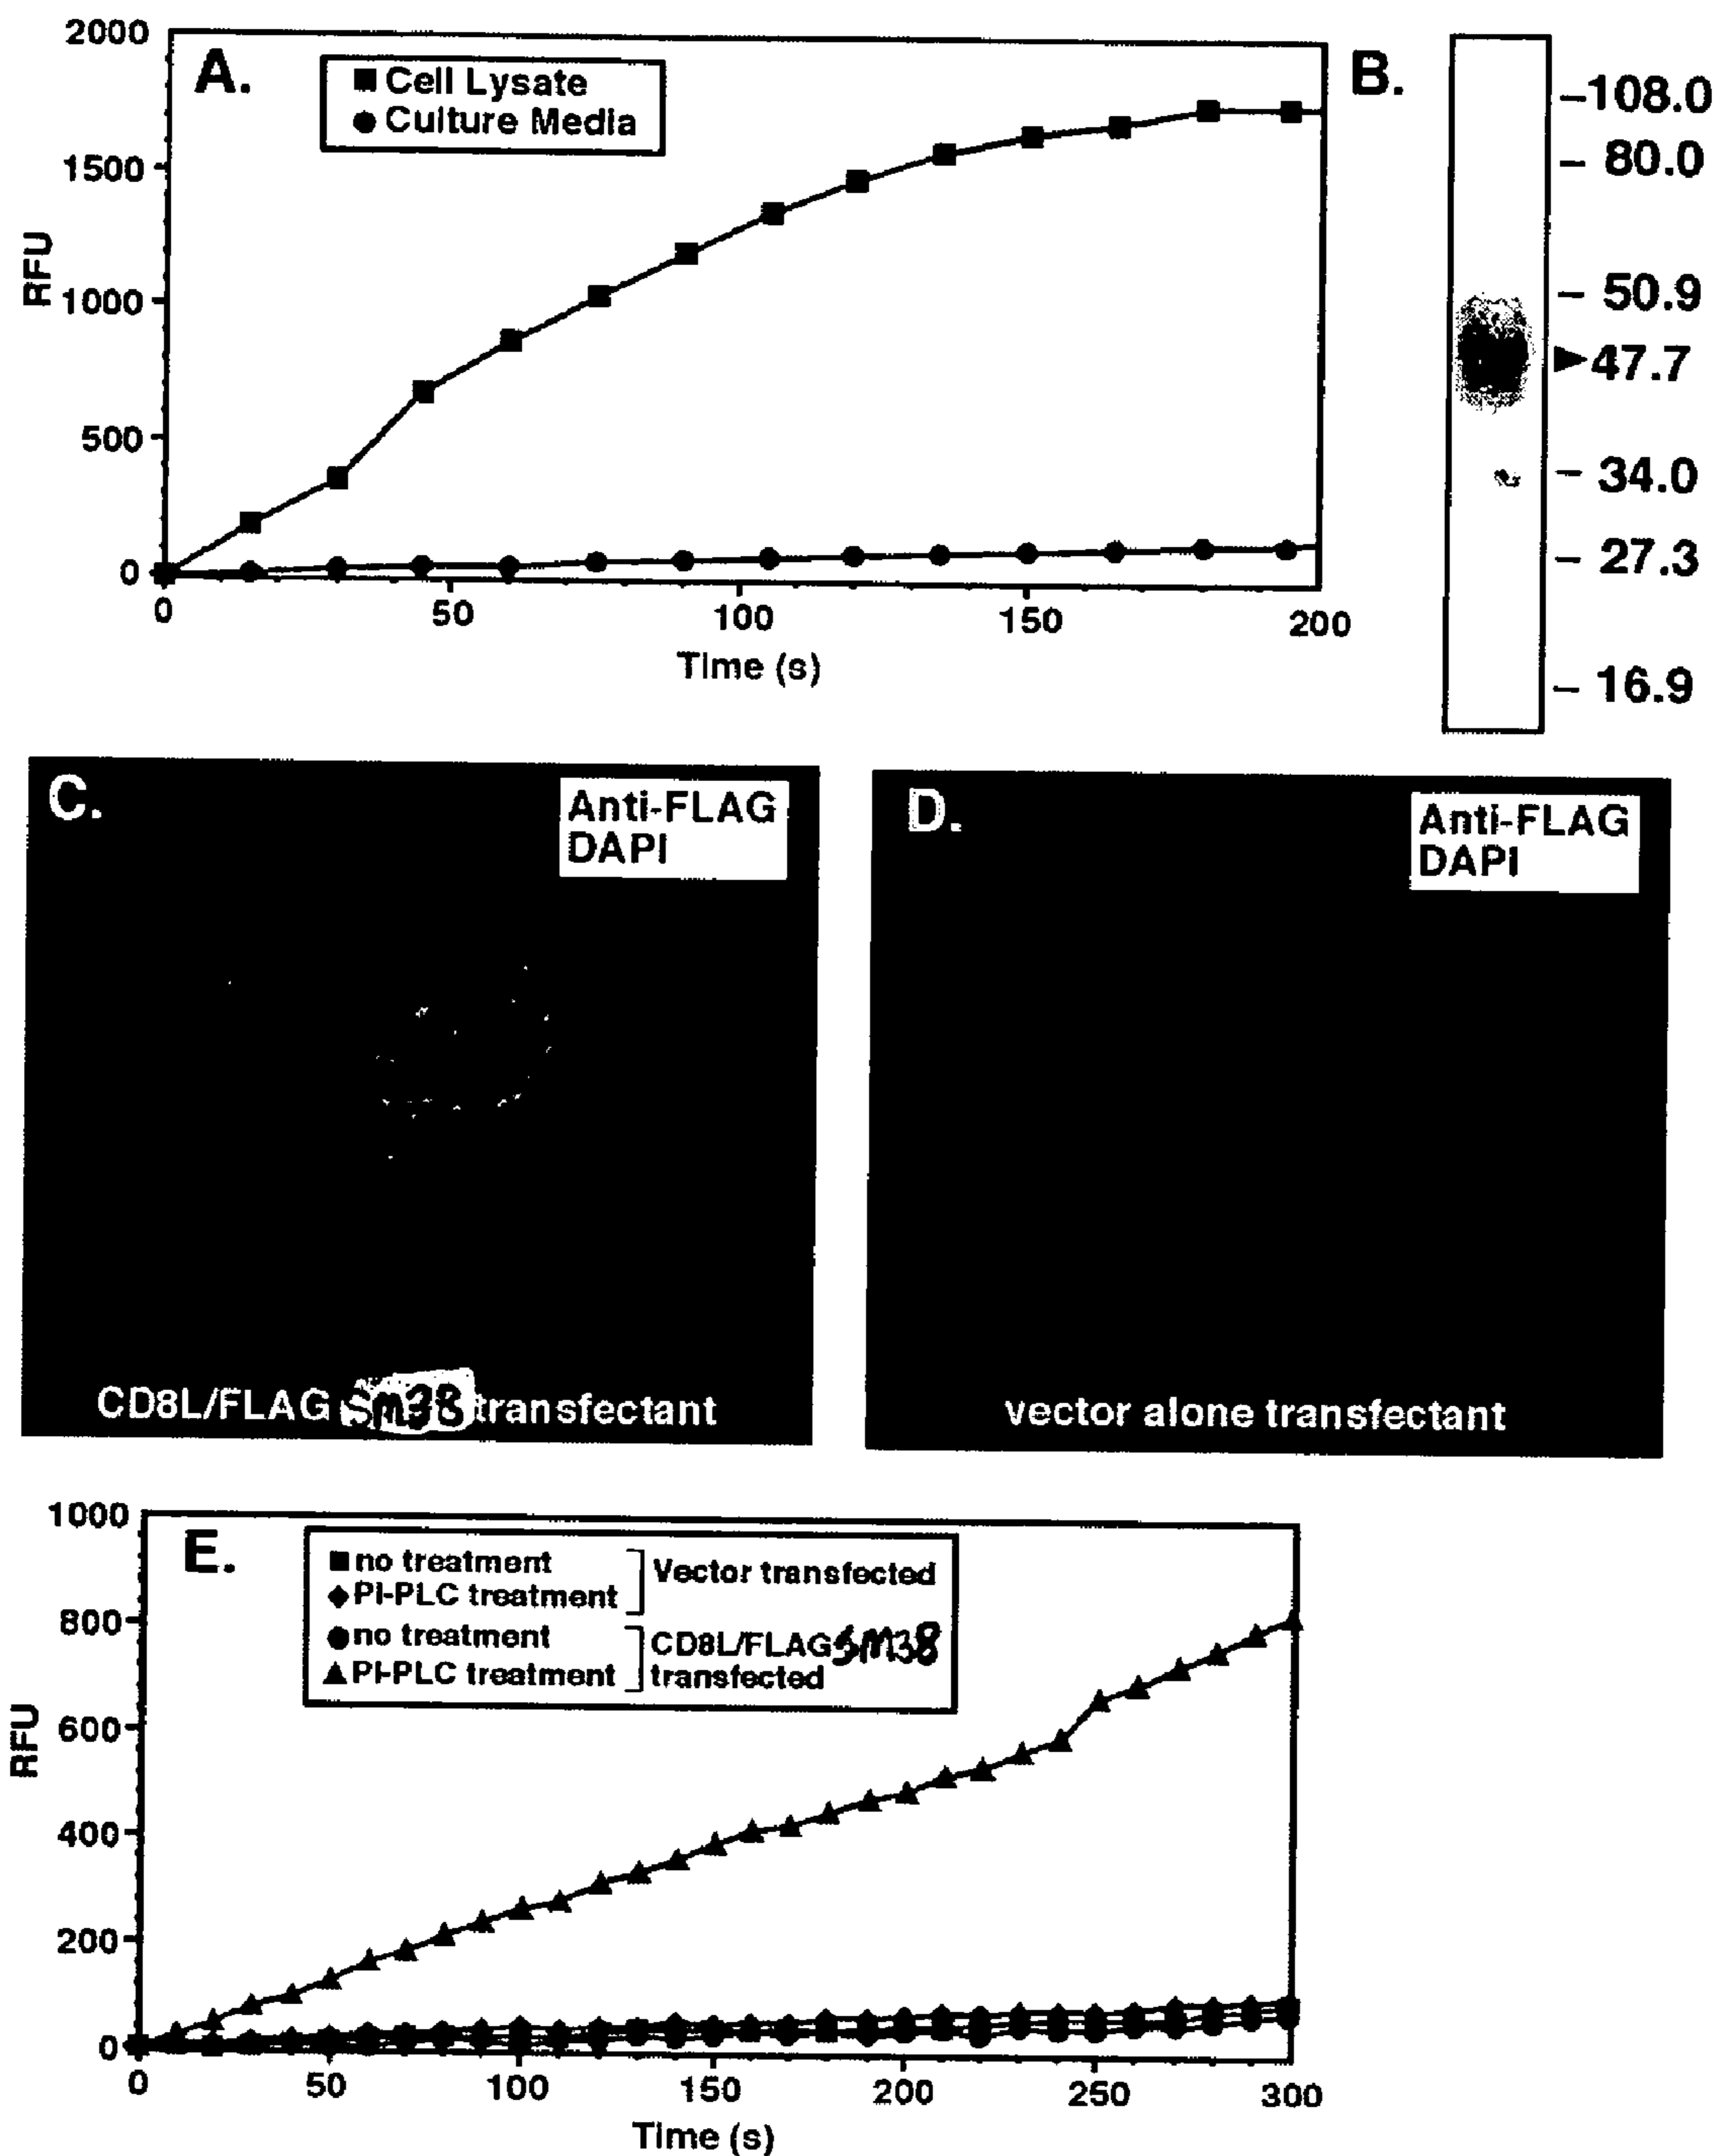 A.
■ Cell Lysate
● Culture Media
2000
1500
1000
500
0
RFU
0 50 100 150 200
Time (s)
B.
–108.0
– 80.0
– 50.9
►47.7
– 34.0
– 27.3
– 16.9
C.
Anti-FLAG
DAPI
CD8L/FLAG Sm38 transfectant
D.
Anti-FLAG
DAPI
vector alone transfectant
E.
■ no treatment
◆ PI-PLC treatment
Vector transfected
● no treatment
▲ PI-PLC treatment
CD8L/FLAG SM38
transfected
1000
800
600
400
200
0
RFU
0 50 100 150 200 250 300
Time (s)